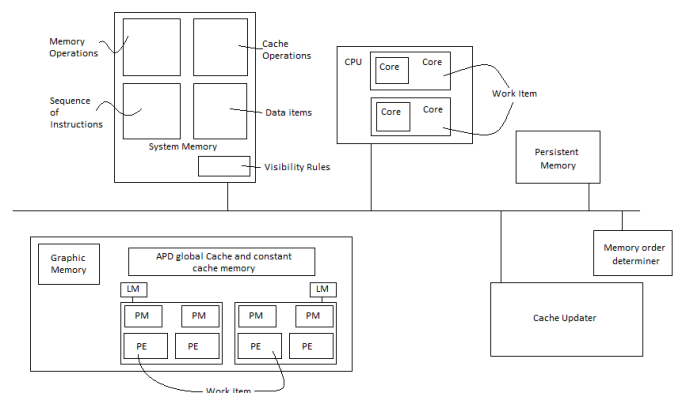 Memory
Operations
Cache
Operations
Sequence
of
Instructions
Data items
System Memory
Visibility Rules
CPU
Core
Core
Core
Core
Work Item
Persistent
Memory
Memory order
determiner
Cache Updater
Graphic
Memory
APD global Cache and constant
cache memory
LM
LM
PM
PM
PM
PM
PE
PE
PE
PE
Work Item